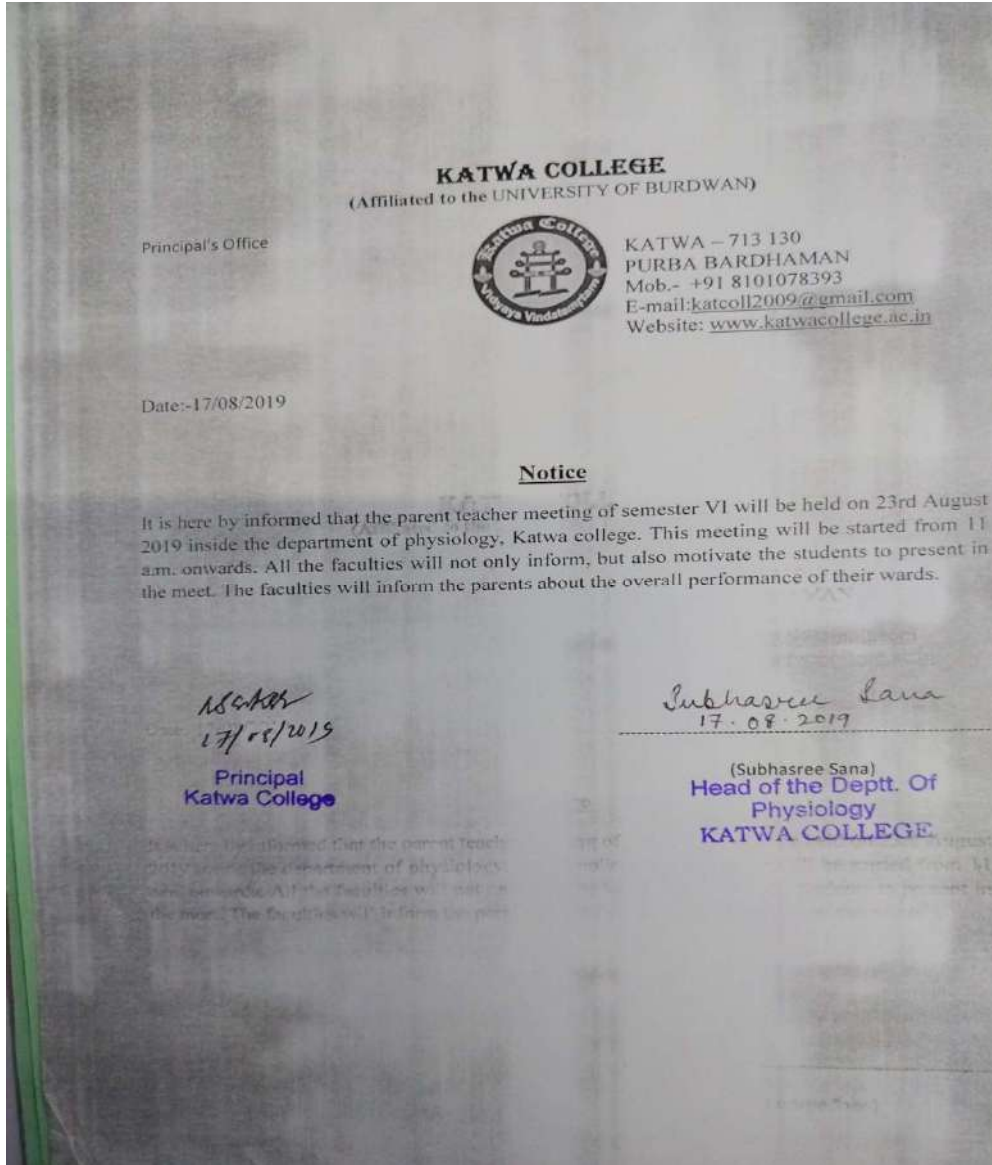 KATWA COLLEGE
(Affiliated to the UNIVERSITY OF BURDWAN)
Principal's Office
Katwa College
Vidyaya Vindatemritam
KATWA – 713 130
PURBA BARDHAMAN
Mob.- +91 8101078393
E-mail:katcoll2009@gmail.com
Website: www.katwacollege.ac.in
Date:-17/08/2019
Notice
It is here by informed that the parent teacher meeting of semester VI will be held on 23rd August
2019 inside the department of physiology, Katwa college. This meeting will be started from 11
a.m. onwards. All the faculties will not only inform, but also motivate the students to present in
the meet. The faculties will inform the parents about the overall performance of their wards.
17/08/2019
Principal
Katwa College
Subhasree Sana
17.08.2019
(Subhasree Sana)
Head of the Deptt. Of
Physiology
KATWA COLLEGE